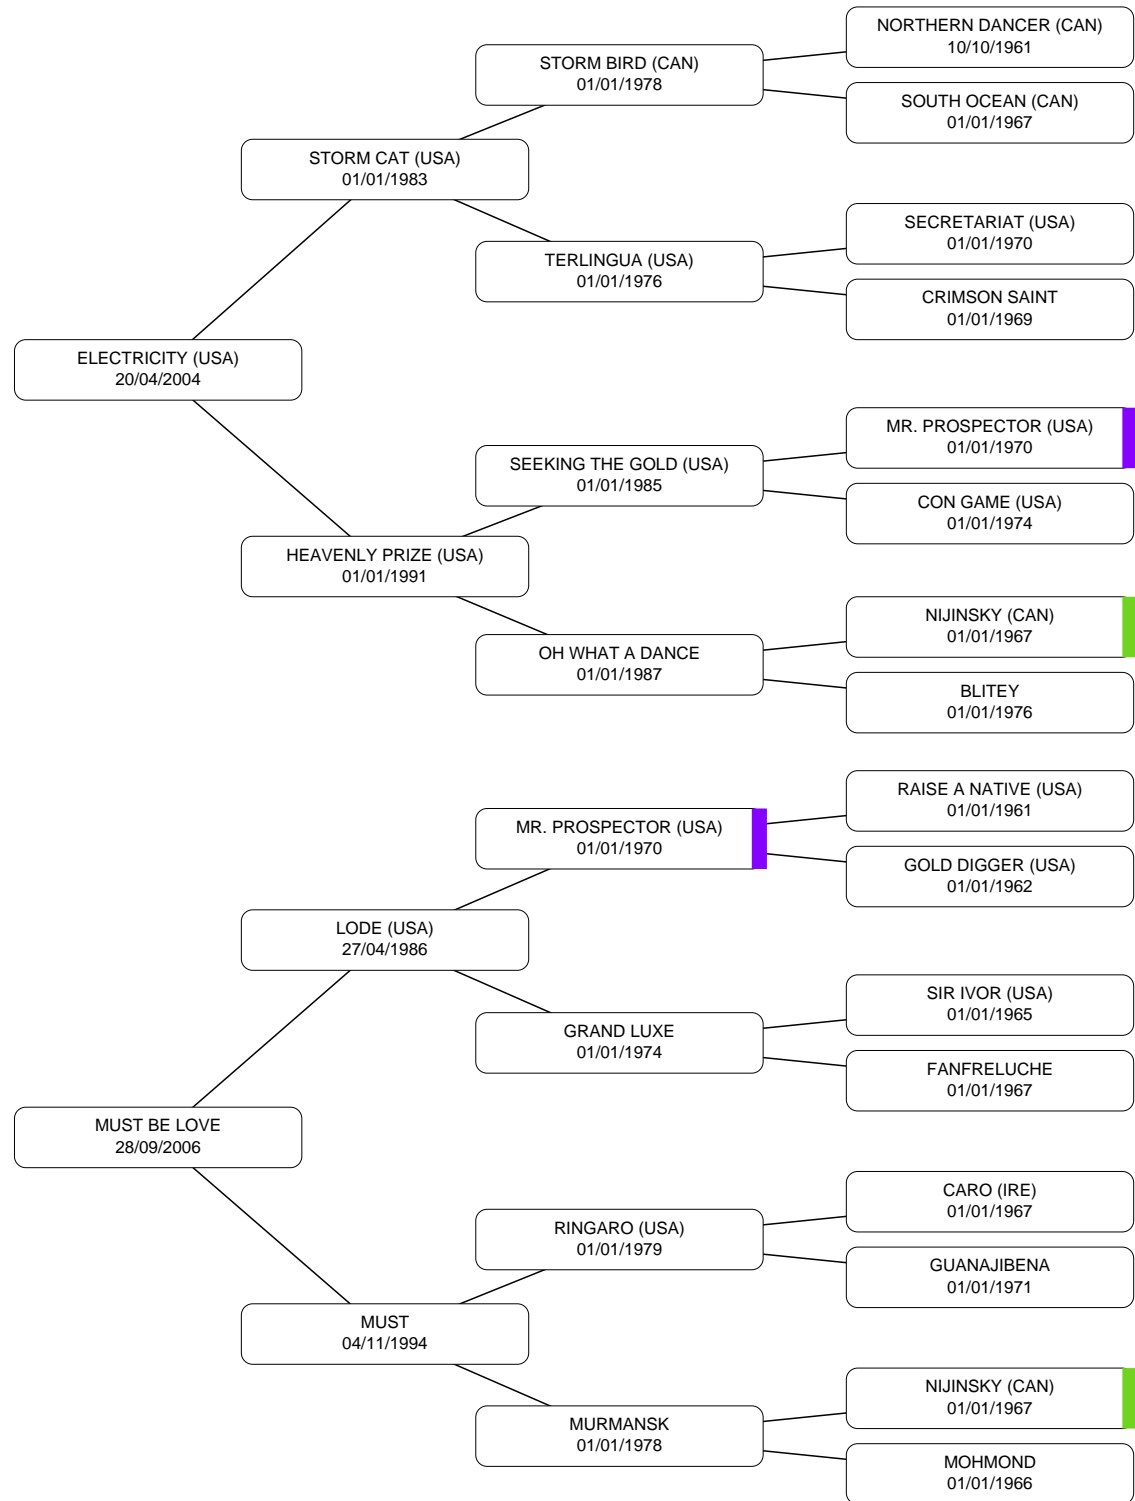 NORTHERN DANCER (CAN)
10/10/1961
STORM BIRD (CAN)
01/01/1978
SOUTH OCEAN (CAN)
01/01/1967
STORM CAT (USA)
01/01/1983
SECRETARIAT (USA)
01/01/1970
TERLINGUA (USA)
01/01/1976
CRIMSON SAINT
01/01/1969
ELECTRICITY (USA)
20/04/2004
MR. PROSPECTOR (USA)
01/01/1970
SEEKING THE GOLD (USA)
01/01/1985
CON GAME (USA)
01/01/1974
HEAVENLY PRIZE (USA)
01/01/1991
NIJINSKY (CAN)
01/01/1967
OH WHAT A DANCE
01/01/1987
BLITEY
01/01/1976
RAISE A NATIVE (USA)
01/01/1961
MR. PROSPECTOR (USA)
01/01/1970
GOLD DIGGER (USA)
01/01/1962
LODE (USA)
27/04/1986
SIR IVOR (USA)
01/01/1965
GRAND LUXE
01/01/1974
FANFRELUCHE
01/01/1967
MUST BE LOVE
28/09/2006
CARO (IRE)
01/01/1967
RINGARO (USA)
01/01/1979
GUANAJIBENA
01/01/1971
MUST
04/11/1994
NIJINSKY (CAN)
01/01/1967
MURMANSK
01/01/1978
MOHMOND
01/01/1966